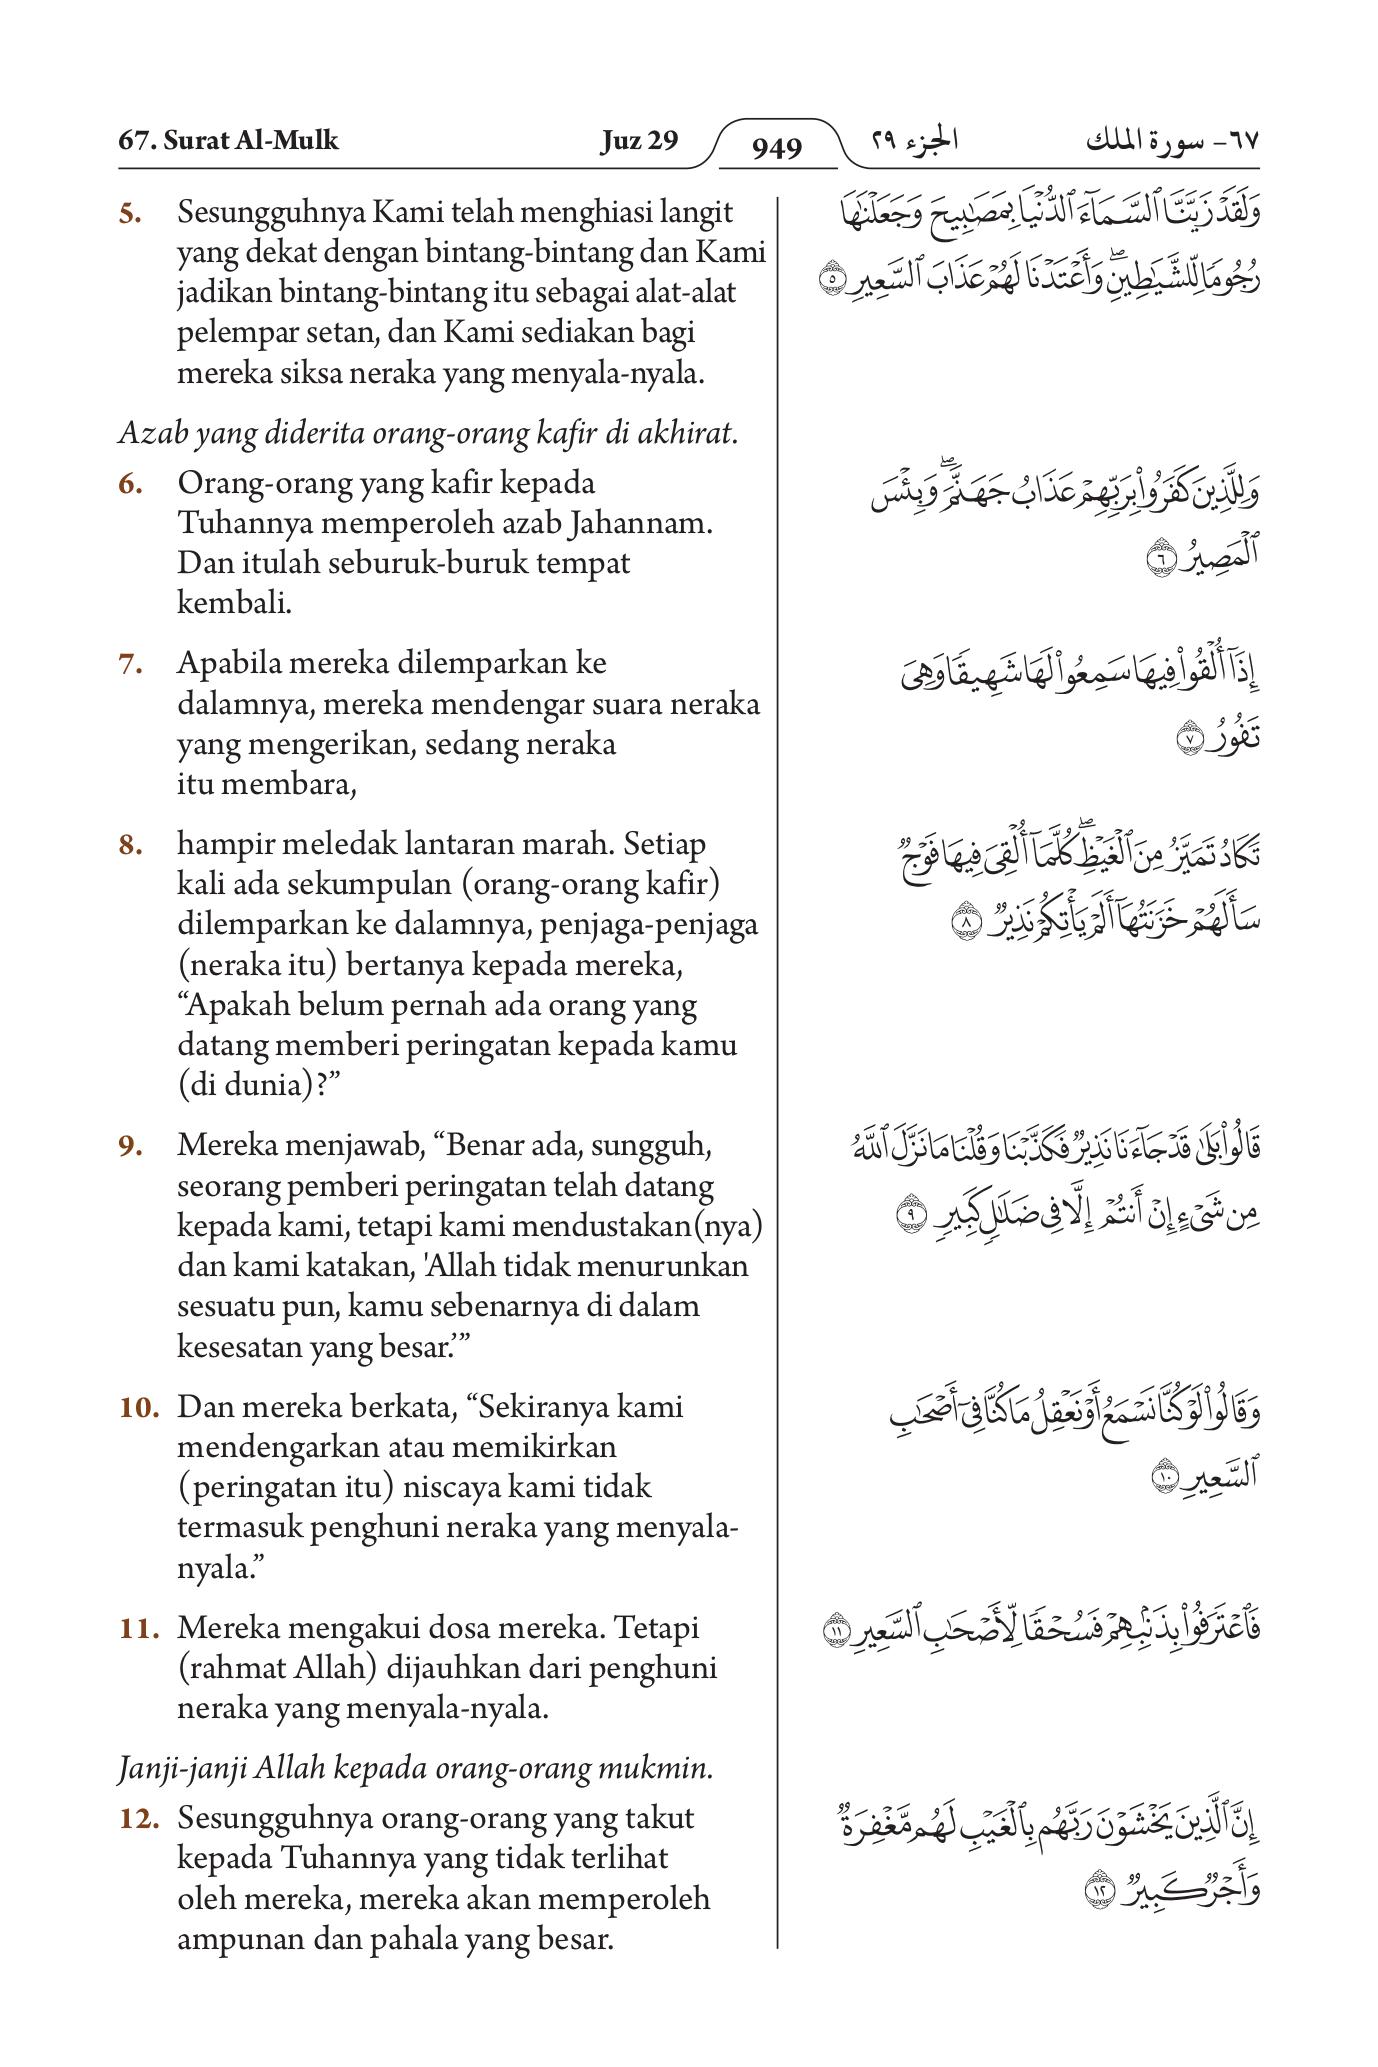 67. Surat Al-Mulk
Juz 29
949
الجزء ٢٩
٦٧- سورة الملك
5. Sesungguhnya Kami telah menghiasi langit
yang dekat dengan bintang-bintang dan Kami
jadikan bintang-bintang itu sebagai alat-alat
pelempar setan, dan Kami sediakan bagi
mereka siksa neraka yang menyala-nyala.
وَلَقَدْ زَيَّنَّا ٱلسَّمَآءَ ٱلدُّنْيَا بِمَصَٰبِيحَ وَجَعَلْنَٰهَا
رُجُومًا لِّلشَّيَٰطِينِۖ وَأَعْتَدْنَا لَهُمْ عَذَابَ ٱلسَّعِيرِ ٥
Azab yang diderita orang-orang kafir di akhirat.
6. Orang-orang yang kafir kepada
Tuhannya memperoleh azab Jahannam.
Dan itulah seburuk-buruk tempat
kembali.
وَلِلَّذِينَ كَفَرُوا۟ بِرَبِّهِمْ عَذَابُ جَهَنَّمَۖ وَبِئْسَ
ٱلْمَصِيرُ ٦
7. Apabila mereka dilemparkan ke
dalamnya, mereka mendengar suara neraka
yang mengerikan, sedang neraka
itu membara,
إِذَآ أُلْقُوا۟ فِيهَا سَمِعُوا۟ لَهَا شَهِيقًا وَهِىَ
تَفُورُ ٧
8. hampir meledak lantaran marah. Setiap
kali ada sekumpulan (orang-orang kafir)
dilemparkan ke dalamnya, penjaga-penjaga
(neraka itu) bertanya kepada mereka,
“Apakah belum pernah ada orang yang
datang memberi peringatan kepada kamu
(di dunia)?”
تَكَادُ تَمَيَّزُ مِنَ ٱلْغَيْظِۖ كُلَّمَآ أُلْقِىَ فِيهَا فَوْجٌ
سَأَلَهُمْ خَزَنَتُهَآ أَلَمْ يَأْتِكُمْ نَذِيرٌ ٨
9. Mereka menjawab, “Benar ada, sungguh,
seorang pemberi peringatan telah datang
kepada kami, tetapi kami mendustakan(nya)
dan kami katakan, 'Allah tidak menurunkan
sesuatu pun, kamu sebenarnya di dalam
kesesatan yang besar.’”
قَالُوا۟ بَلَىٰ قَدْ جَآءَنَا نَذِيرٌ فَكَذَّبْنَا وَقُلْنَا مَا نَزَّلَ ٱللَّهُ
مِن شَىْءٍ إِنْ أَنتُمْ إِلَّا فِى ضَلَٰلٍ كَبِيرٍ ٩
10. Dan mereka berkata, “Sekiranya kami
mendengarkan atau memikirkan
(peringatan itu) niscaya kami tidak
termasuk penghuni neraka yang menyala-
nyala.”
وَقَالُوا۟ لَوْ كُنَّا نَسْمَعُ أَوْ نَعْقِلُ مَا كُنَّا فِىٓ أَصْحَٰبِ
ٱلسَّعِيرِ ١٠
11. Mereka mengakui dosa mereka. Tetapi
(rahmat Allah) dijauhkan dari penghuni
neraka yang menyala-nyala.
فَٱعْتَرَفُوا۟ بِذَنۢبِهِمْ فَسُحْقًا لِّأَصْحَٰبِ ٱلسَّعِيرِ ١١
Janji-janji Allah kepada orang-orang mukmin.
12. Sesungguhnya orang-orang yang takut
kepada Tuhannya yang tidak terlihat
oleh mereka, mereka akan memperoleh
ampunan dan pahala yang besar.
إِنَّ ٱلَّذِينَ يَخْشَوْنَ رَبَّهُم بِٱلْغَيْبِ لَهُم مَّغْفِرَةٌ
وَأَجْرٌ كَبِيرٌ ١٢